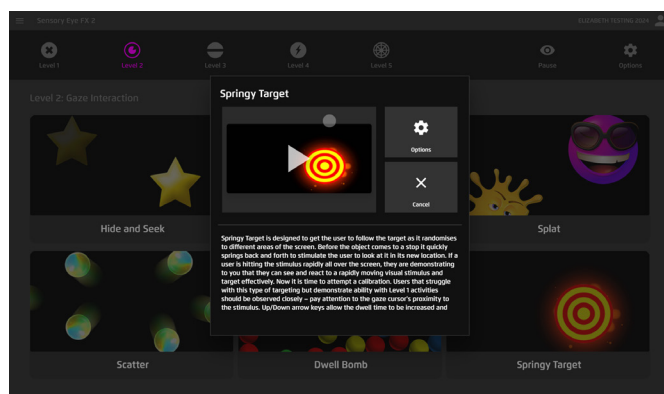 Sensory Eye FX 2
ELIZABETH TESTING 2024
Level 1
Level 2
Level 3
Level 4
Level 5
Pause
Options
Level 2: Gaze Interaction
Springy Target
Options
Cancel
Springy Target is designed to get the user to follow the target as it randomises
to different areas of the screen. Before the object comes to a stop it quickly
springs back and forth to stimulate the user to look at it in its new location. If a
user is hitting the stimulus rapidly all over the screen, they are demonstrating
to you that they can see and react to a rapidly moving visual stimulus and
target effectively. Now it is time to attempt a calibration. Users that struggle
with this type of targeting but demonstrate ability with Level 1 activities
should be observed closely – pay attention to the gaze cursor's proximity to
the stimulus. Up/Down arrow keys allow the dwell time to be increased and
Hide and Seek
Splat
Scatter
Dwell Bomb
Springy Target